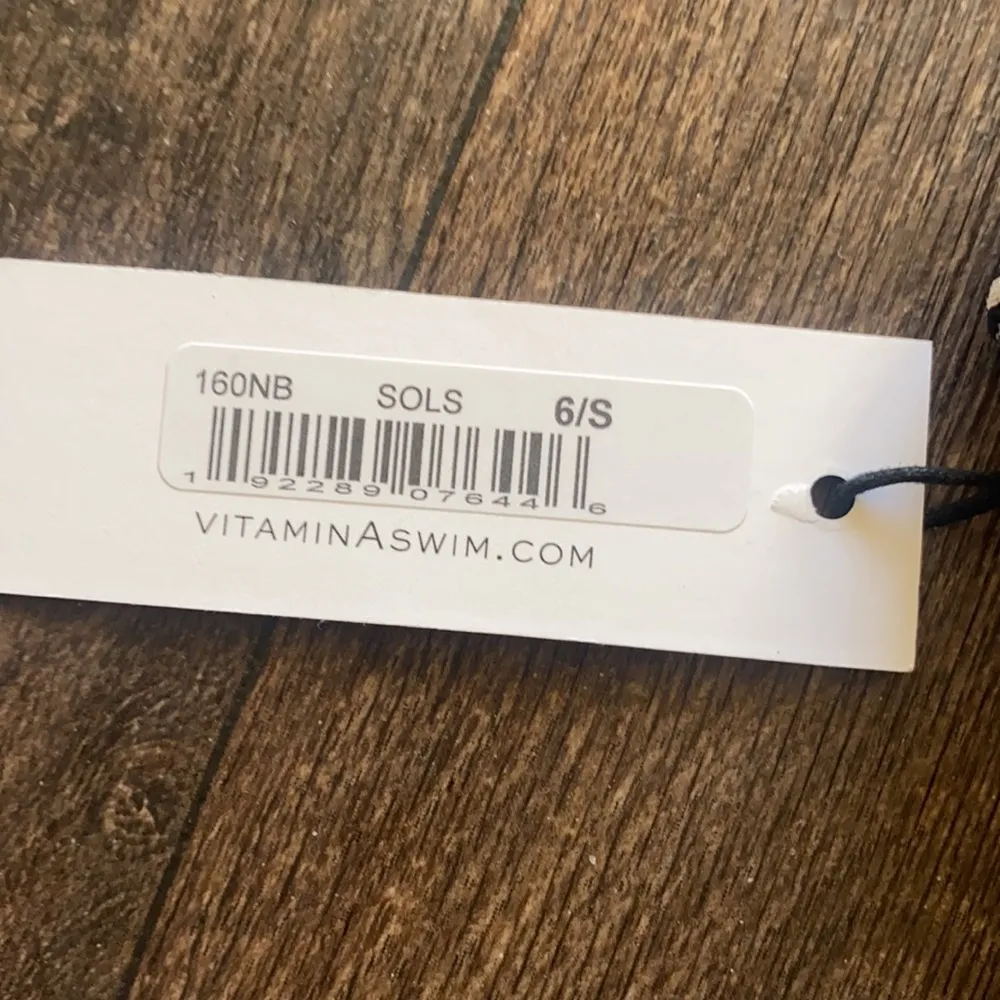 160NB SOLS 6/S
1 92289 07644 6
VITAMINASWIM.COM